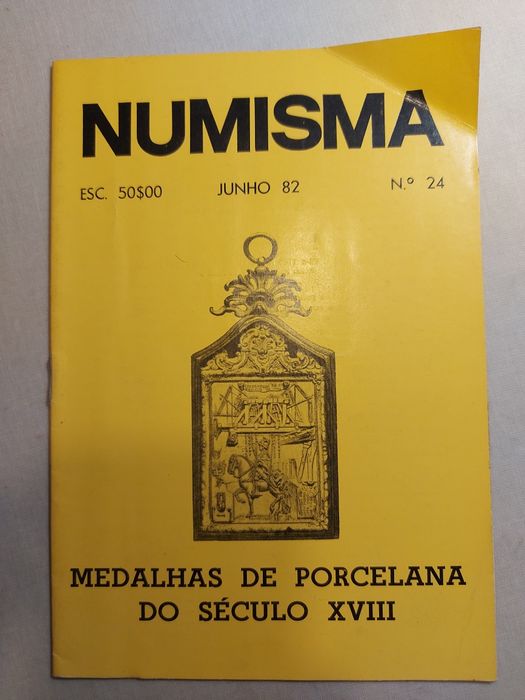 NUMISMA
ESC. 50$00 JUNHO 82 N.º 24
MEDALHAS DE PORCELANA
DO SÉCULO XVIII